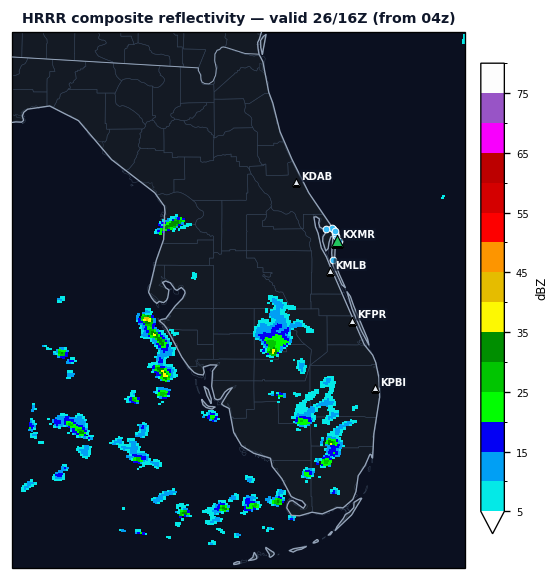 HRRR composite reflectivity — valid 26/16Z (from 04z)
KDAB
KXMR
KMLB
KFPR
KPBI
75
65
55
45
35
25
15
5
dBZ